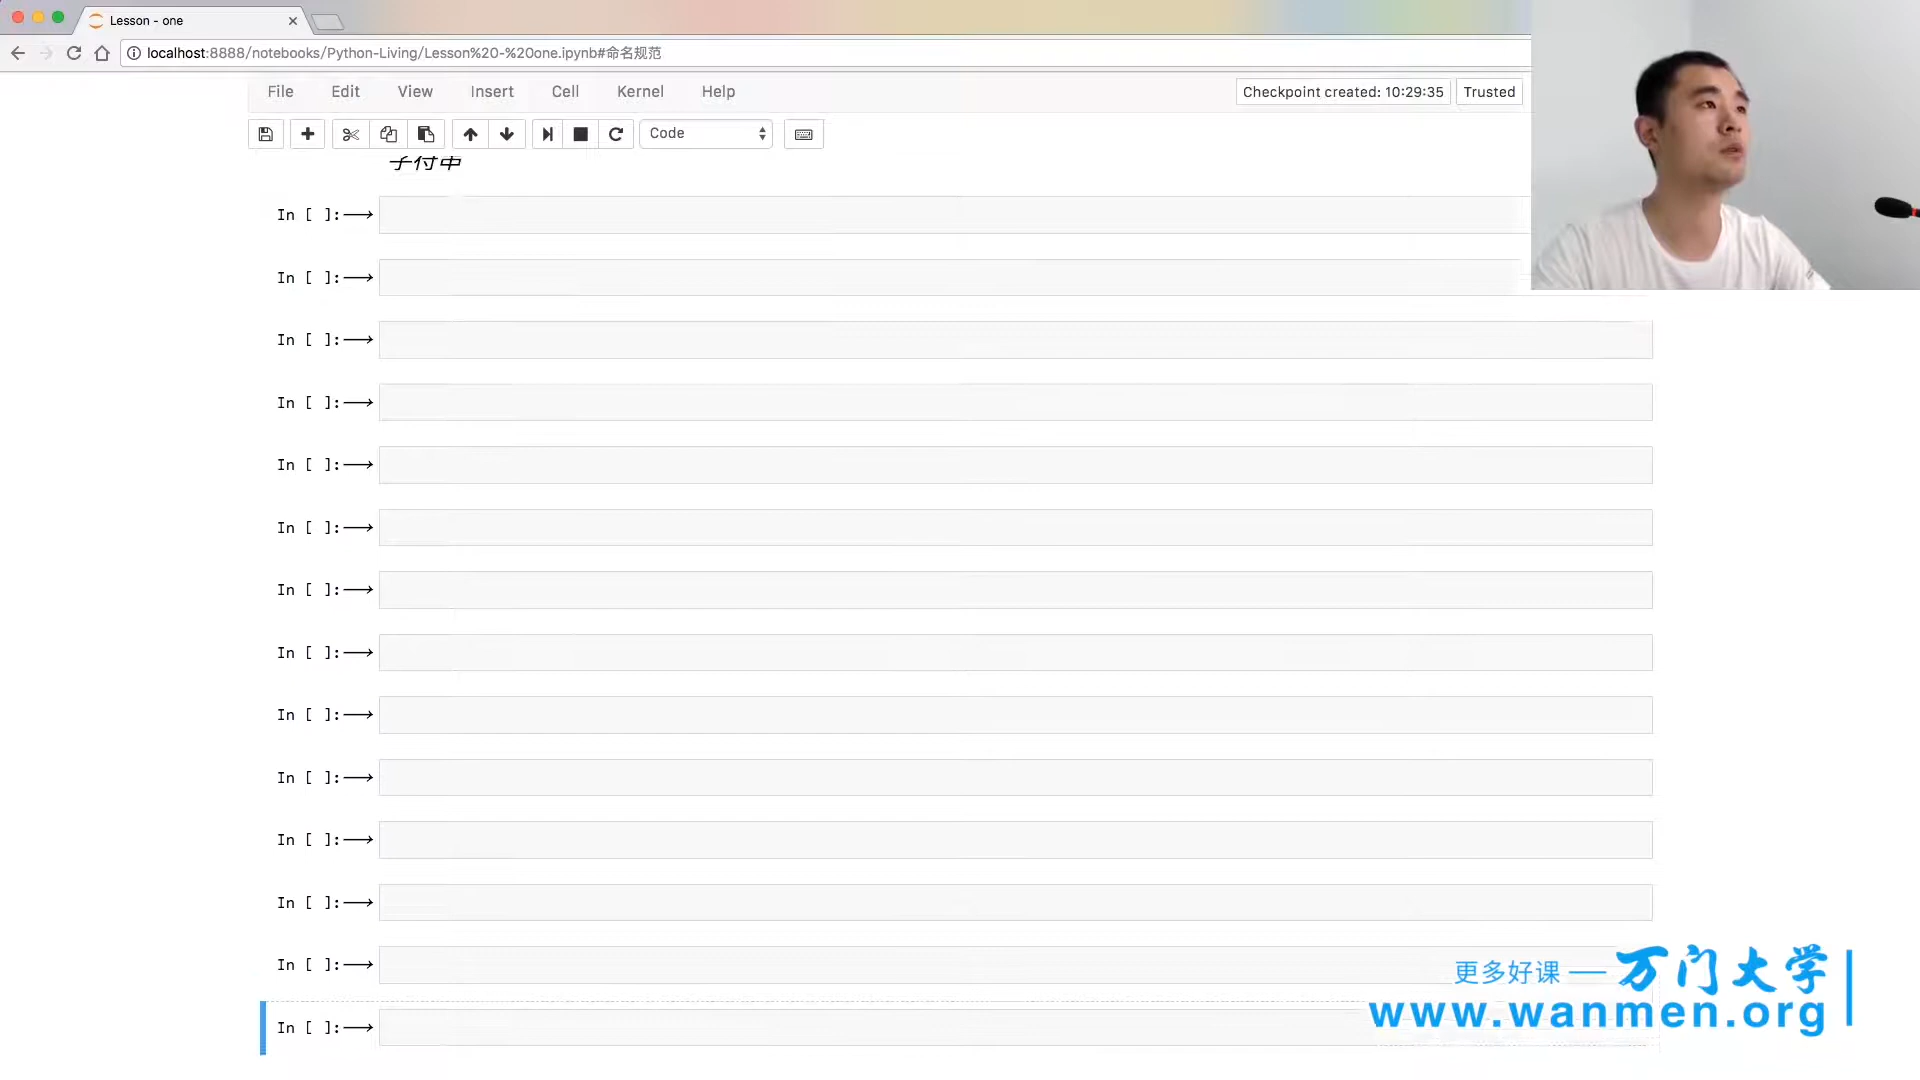 Lesson - one
localhost:8888/notebooks/Python-Living/Lesson%20-%20one.ipynb#命名规范
File Edit View Insert Cell Kernel Help
Checkpoint created: 10:29:35 Trusted
Code
In [ ]:
In [ ]:
In [ ]:
In [ ]:
In [ ]:
In [ ]:
In [ ]:
In [ ]:
In [ ]:
In [ ]:
In [ ]:
In [ ]:
In [ ]:
In [ ]:
更多好课 — 万门大学
www.wanmen.org